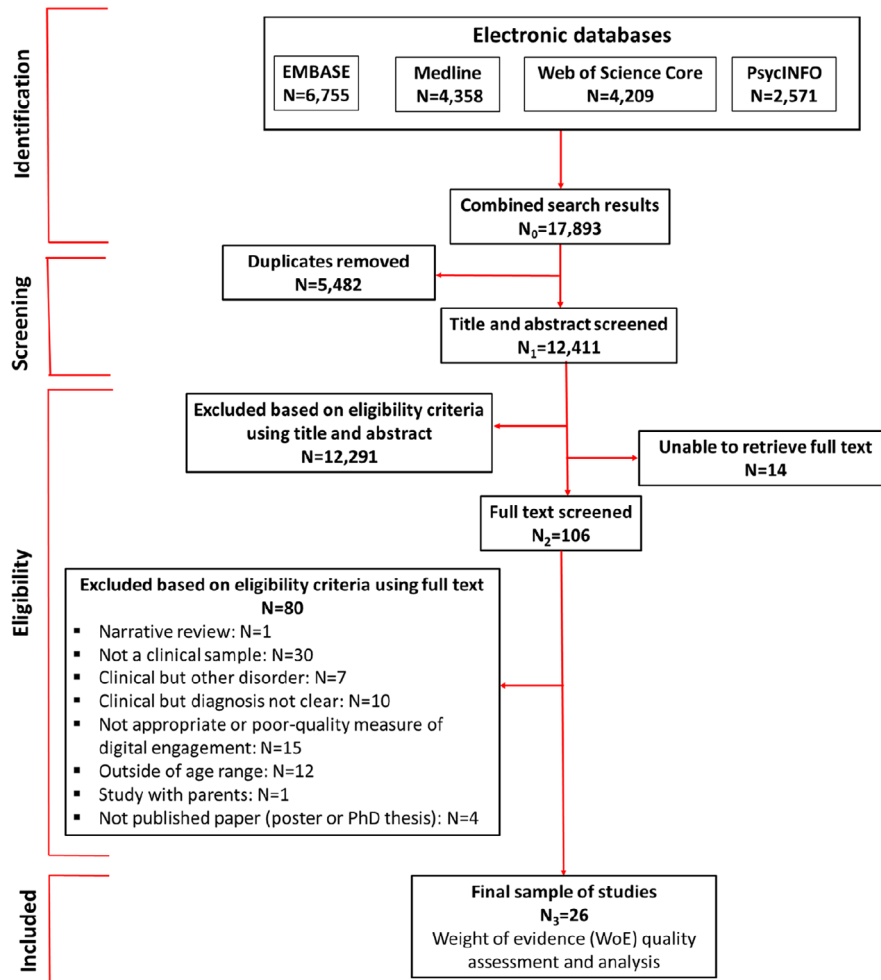 Identification
Electronic databases
EMBASE
N=6,755
Medline
N=4,358
Web of Science Core
N=4,209
PsycINFO
N=2,571
Combined search results
N₀=17,893
Screening
Duplicates removed
N=5,482
Title and abstract screened
N₁=12,411
Eligibility
Excluded based on eligibility criteria
using title and abstract
N=12,291
Unable to retrieve full text
N=14
Full text screened
N₂=106
Excluded based on eligibility criteria using full text
N=80
▪ Narrative review: N=1
▪ Not a clinical sample: N=30
▪ Clinical but other disorder: N=7
▪ Clinical but diagnosis not clear: N=10
▪ Not appropriate or poor-quality measure of
digital engagement: N=15
▪ Outside of age range: N=12
▪ Study with parents: N=1
▪ Not published paper (poster or PhD thesis): N=4
Included
Final sample of studies
N₃=26
Weight of evidence (WoE) quality
assessment and analysis